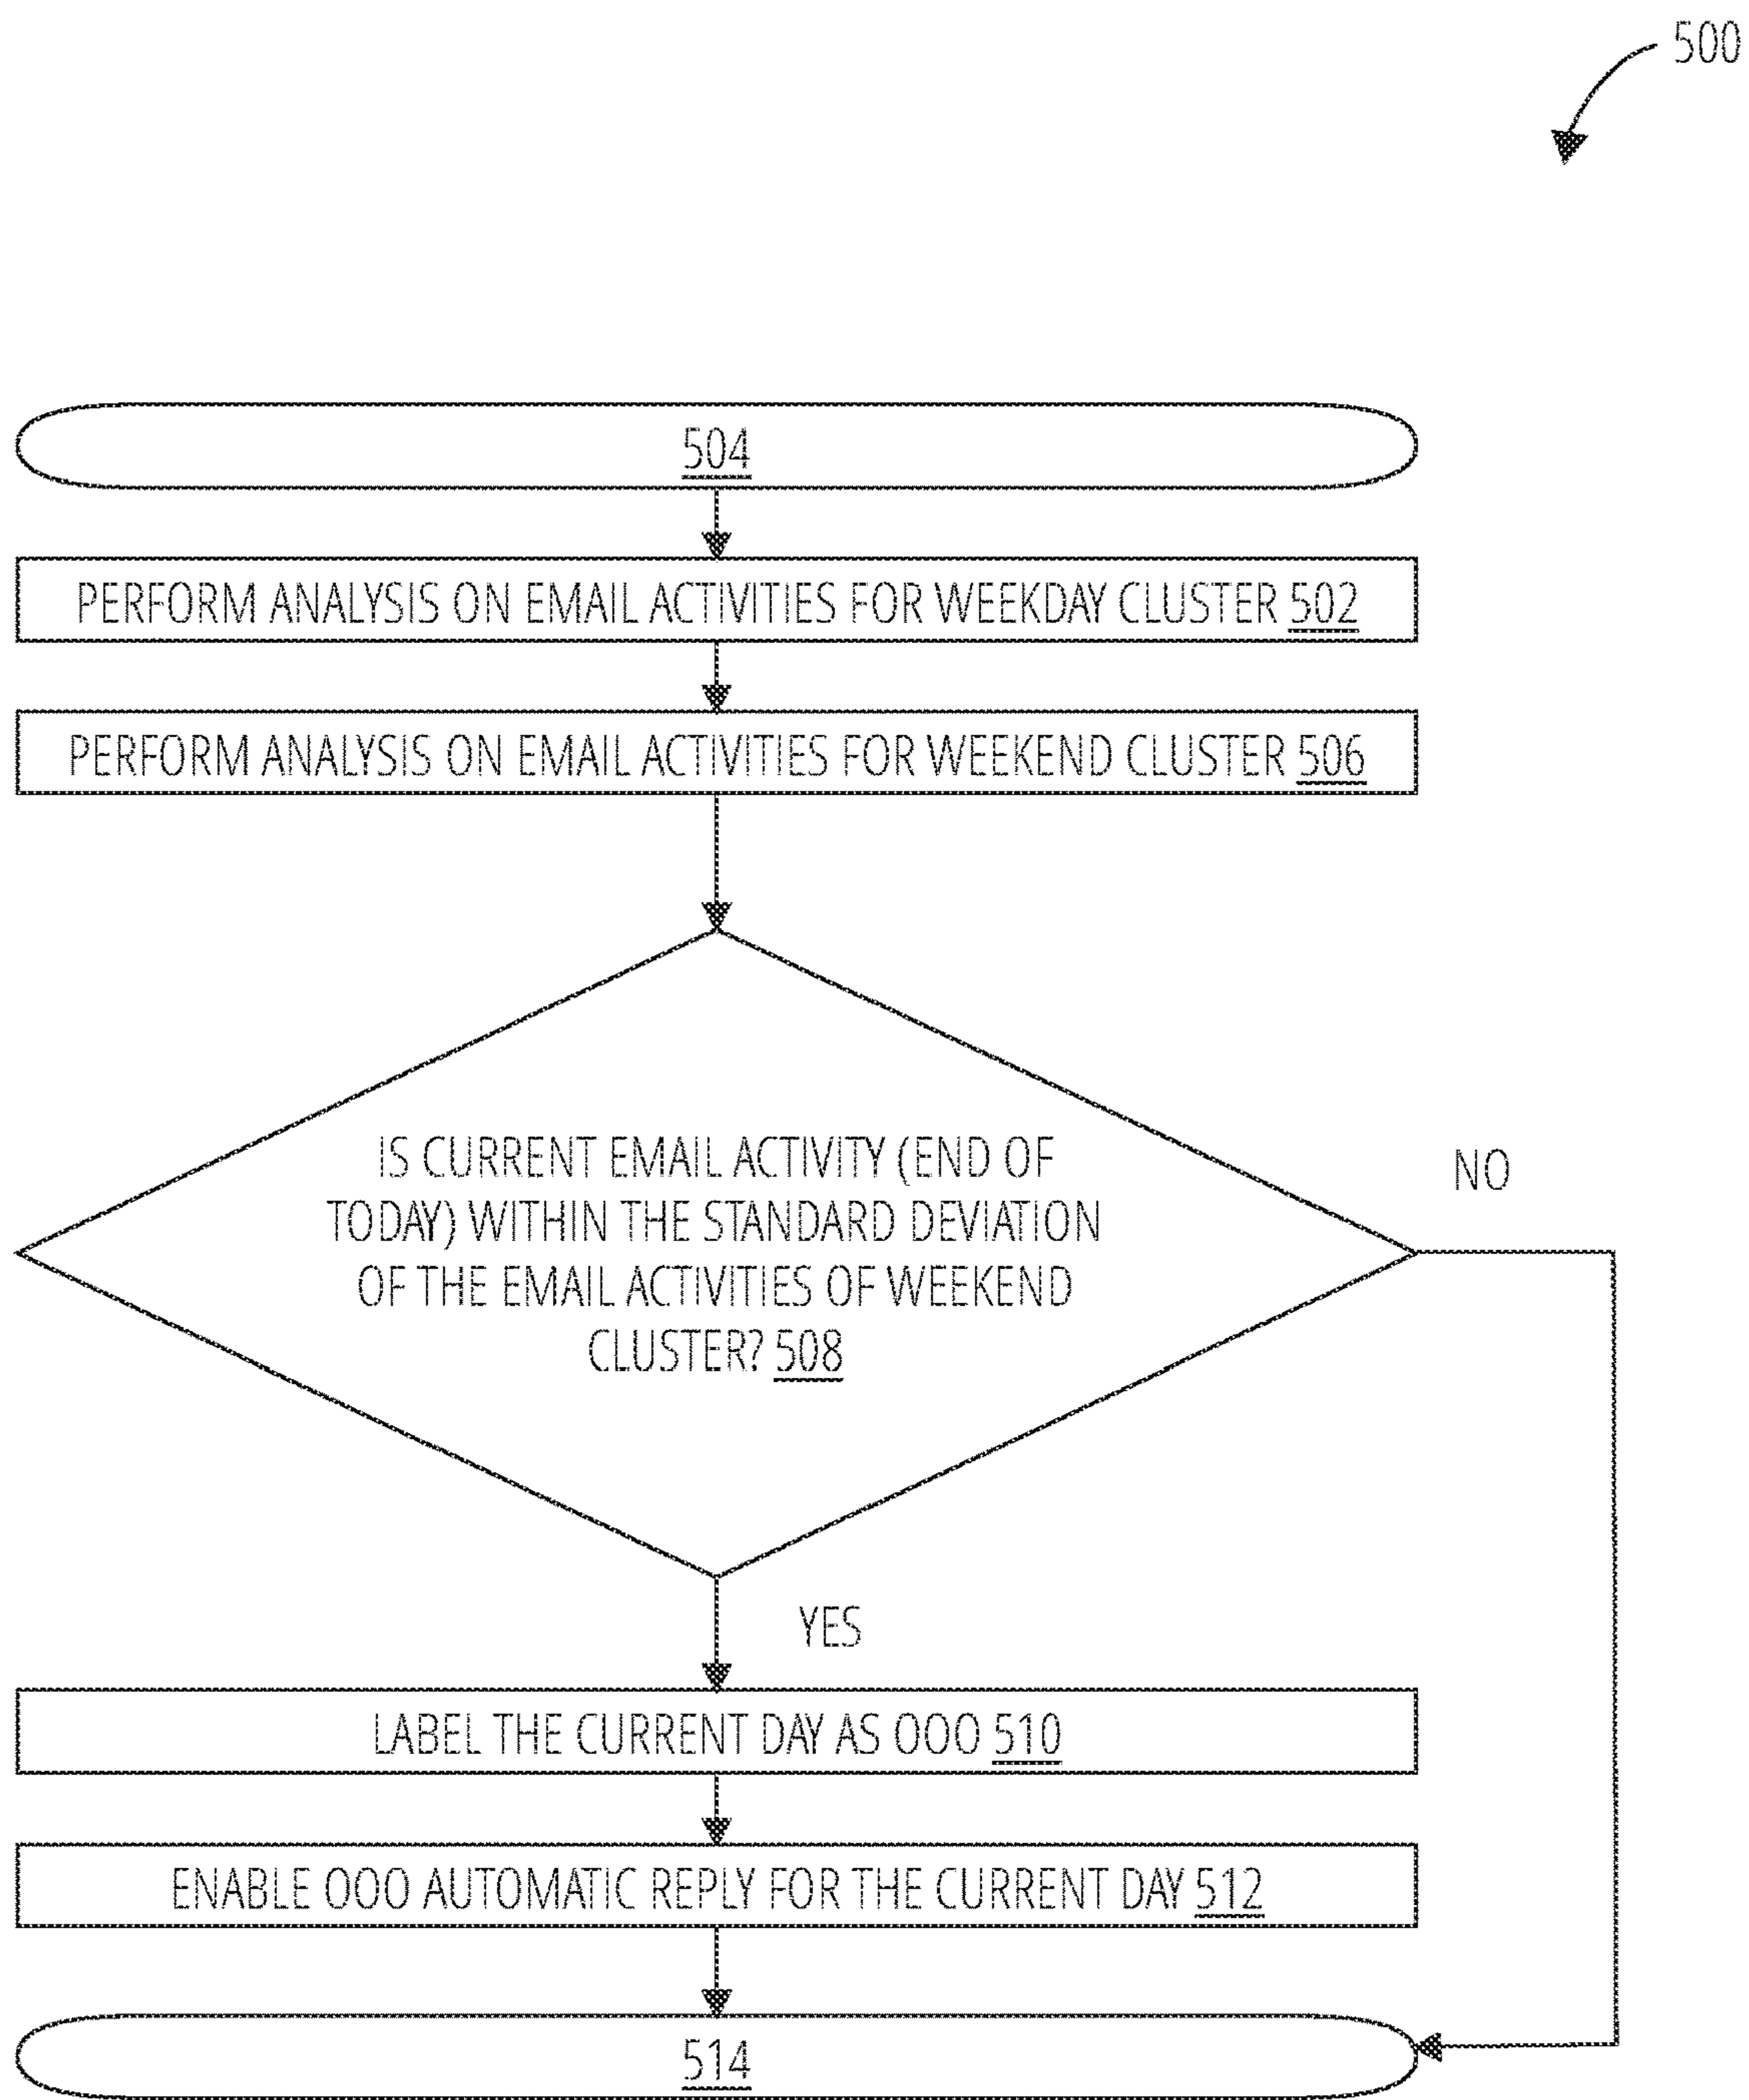 500
504
PERFORM ANALYSIS ON EMAIL ACTIVITIES FOR WEEKDAY CLUSTER 502
PERFORM ANALYSIS ON EMAIL ACTIVITIES FOR WEEKEND CLUSTER 506
IS CURRENT EMAIL ACTIVITY (END OF
TODAY) WITHIN THE STANDARD DEVIATION
OF THE EMAIL ACTIVITIES OF WEEKEND
CLUSTER? 508
NO
YES
LABEL THE CURRENT DAY AS OOO 510
ENABLE OOO AUTOMATIC REPLY FOR THE CURRENT DAY 512
514